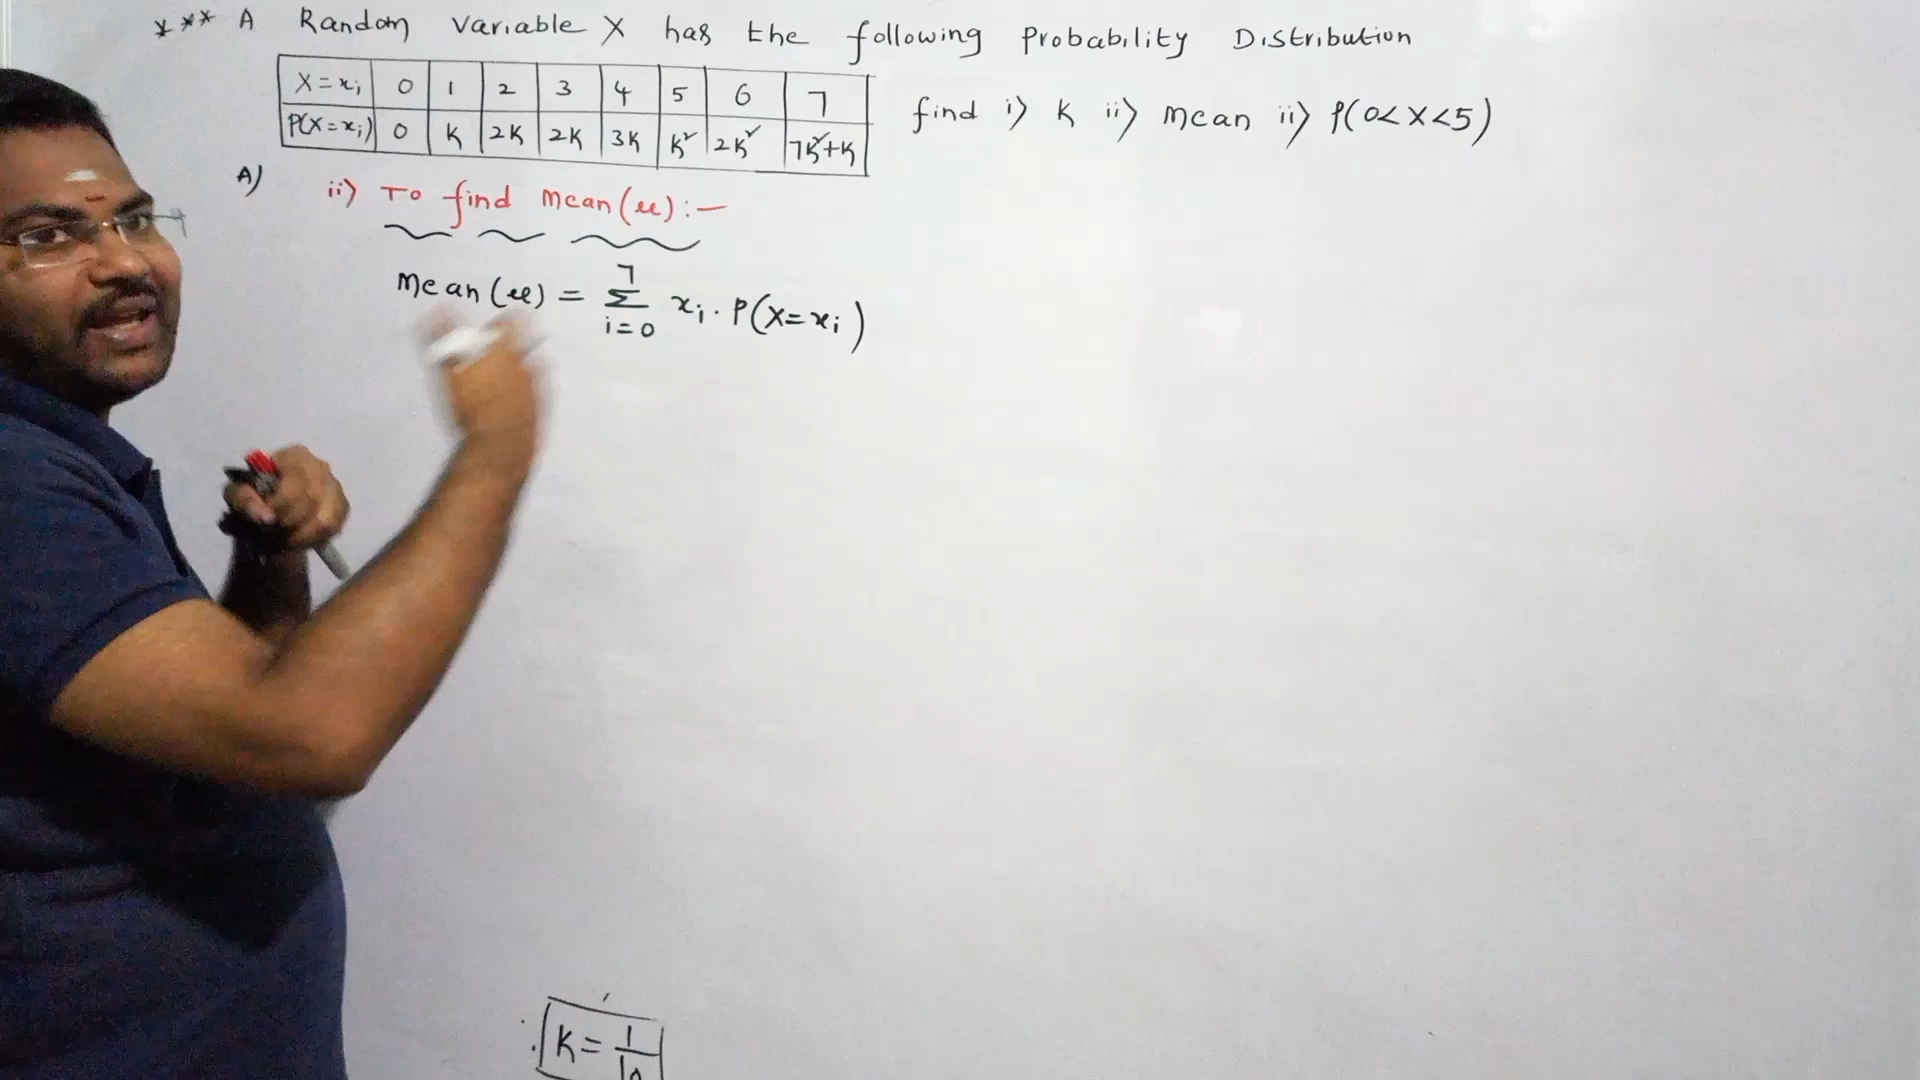 *** A Random variable X has the following Probability Distribution
X=xᵢ 0 1 2 3 4 5 6 7
P(X=xᵢ) 0 K 2K 2K 3K K² 2K² 7K²+K
find i) K ii) mean ii) P(0<X<5)
A) ii) To find mean(μ):-
Mean(μ) = Σ_{i=0}^{7} xᵢ. P(X=xᵢ)
∴ K = 1/10